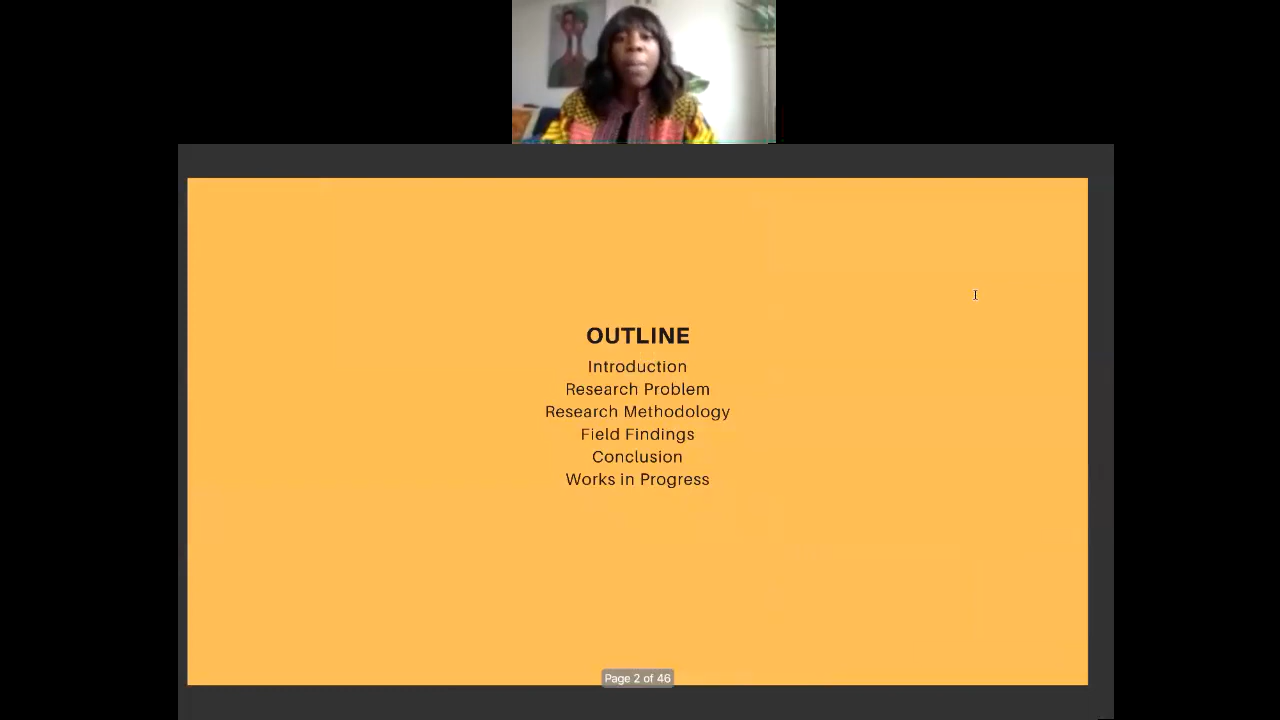 OUTLINE
Introduction
Research Problem
Research Methodology
Field Findings
Conclusion
Works in Progress
Page 2 of 46